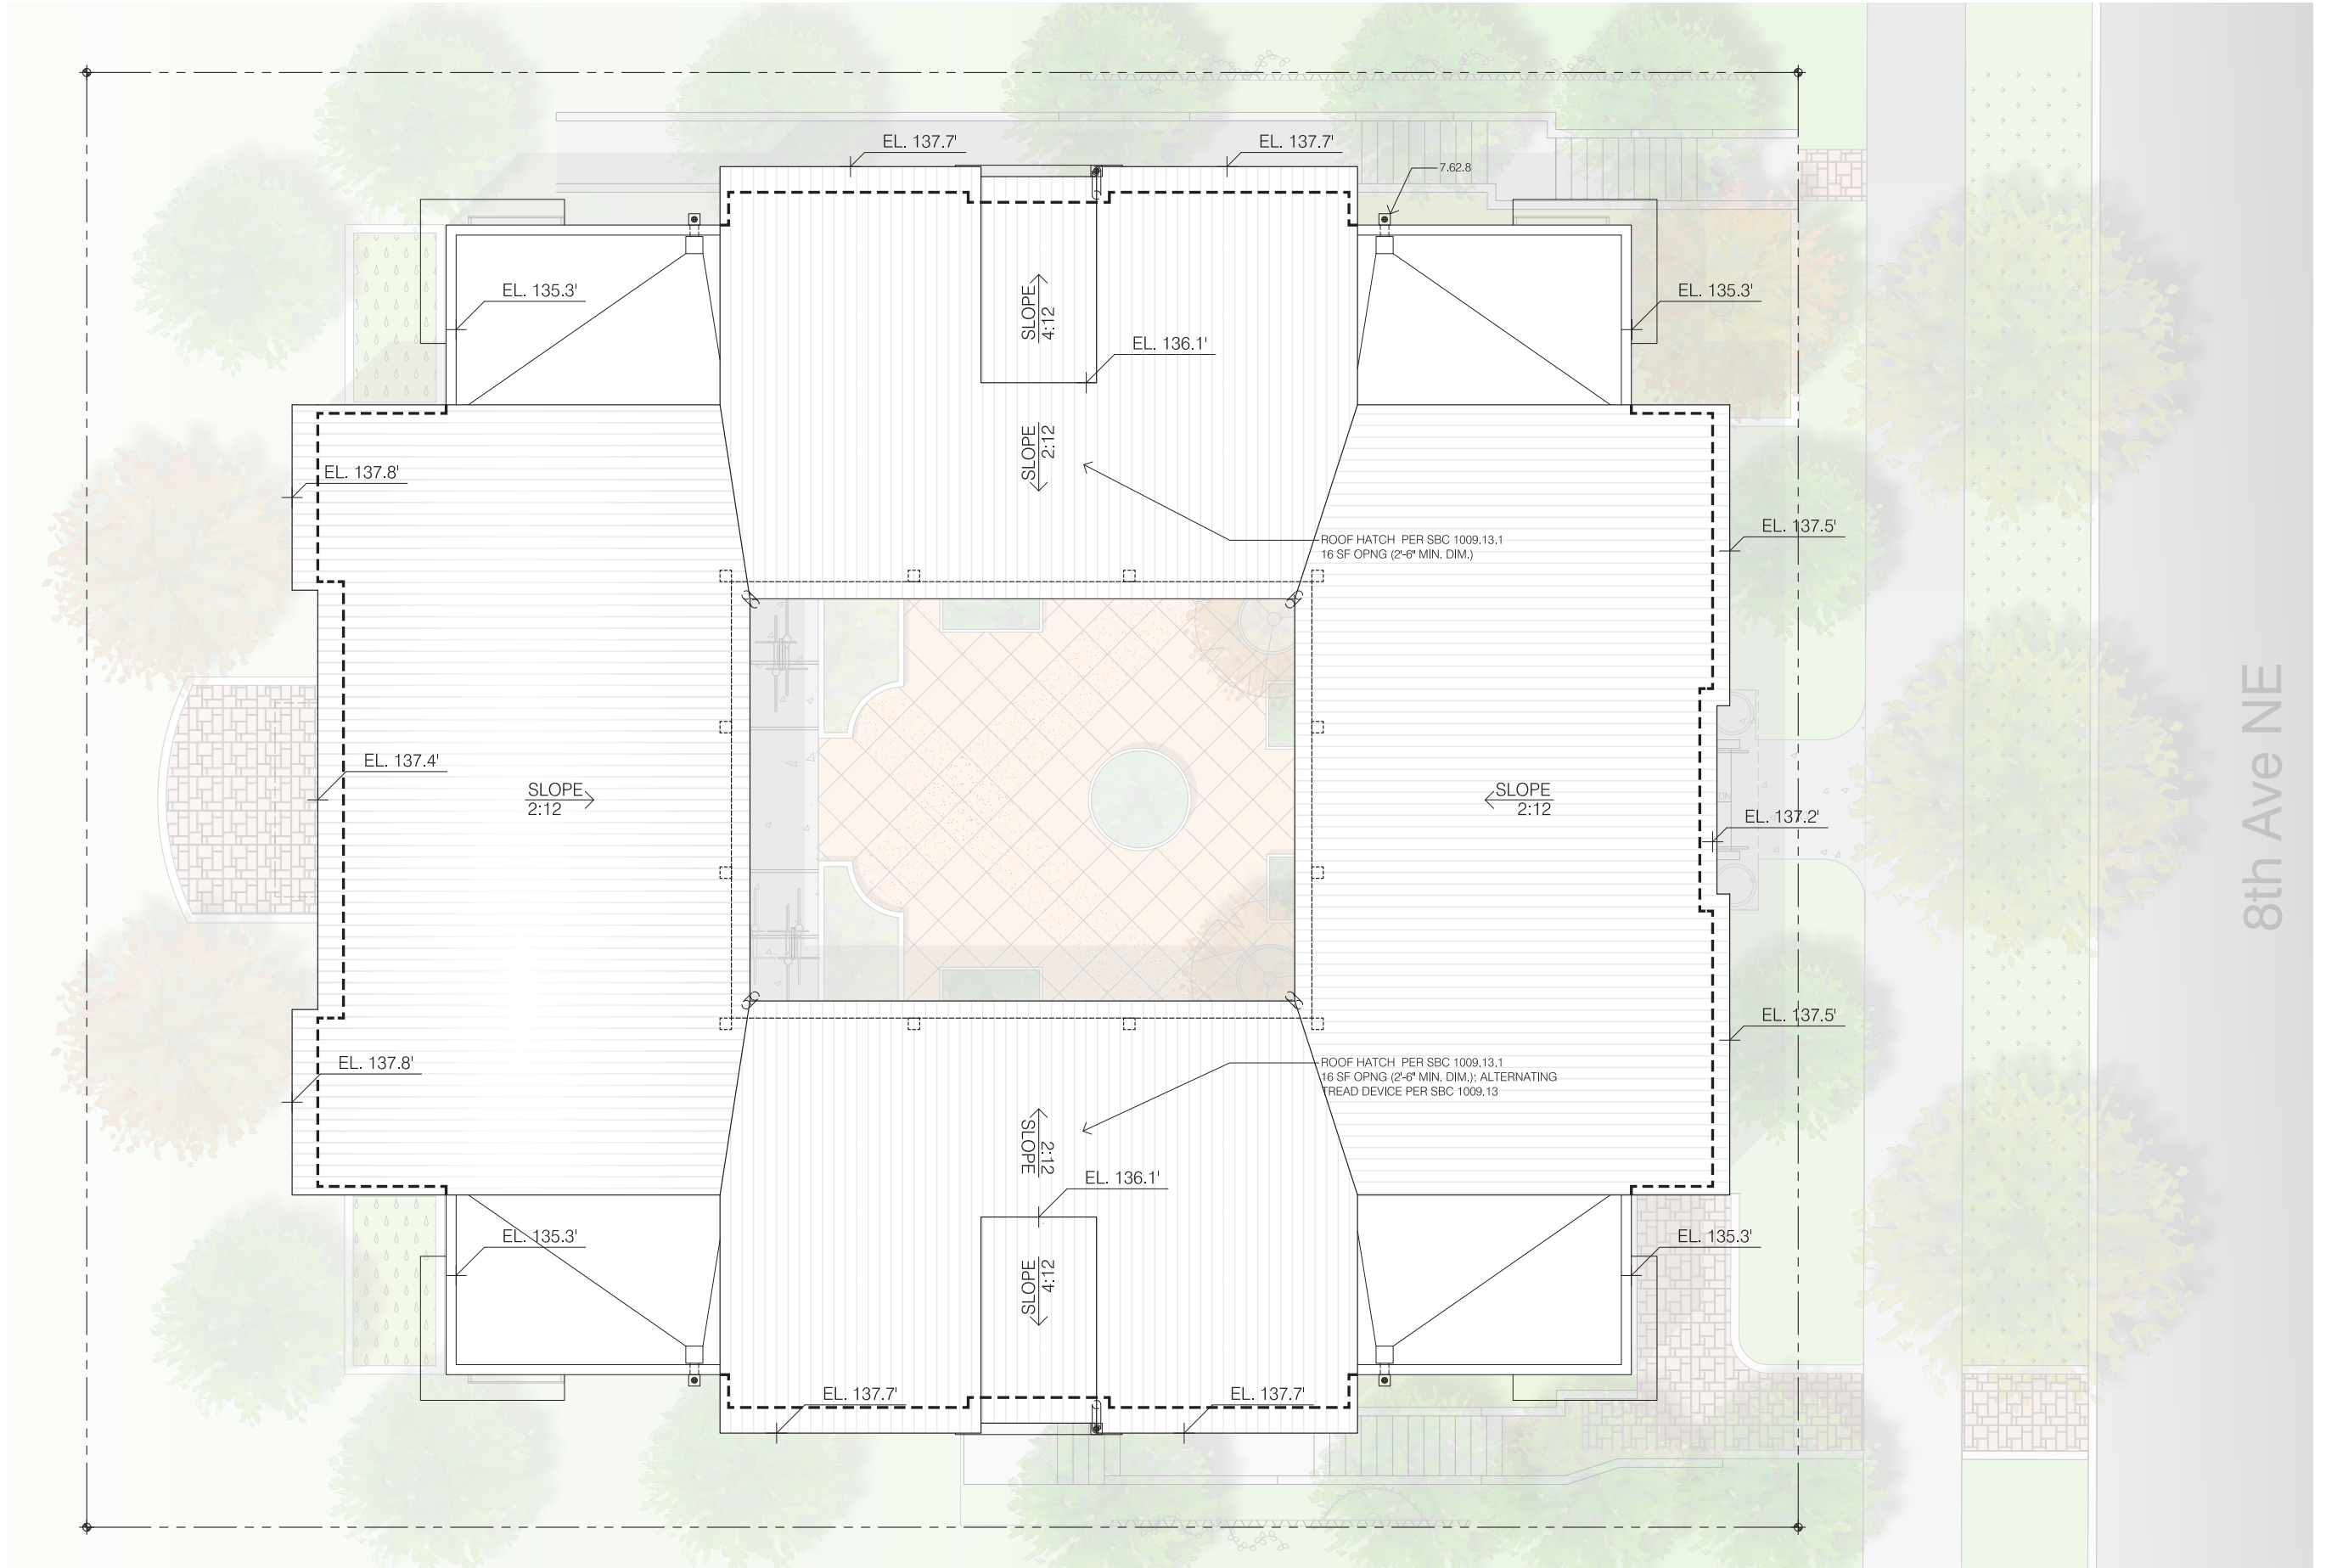 EL. 137.7'
EL. 137.7'
7.62.8
EL. 135.3'
SLOPE
4:12
EL. 135.3'
EL. 136.1'
SLOPE
2:12
EL. 137.8'
EL. 137.5'
ROOF HATCH PER SBC 1009.13.1
16 SF OPNG (2'-6" MIN. DIM.)
8th Ave NE
EL. 137.4'
SLOPE
2:12
SLOPE
2:12
DN
EL. 137.2'
EL. 137.5'
EL. 137.8'
ROOF HATCH PER SBC 1009.13.1
16 SF OPNG (2'-6" MIN. DIM.); ALTERNATING
TREAD DEVICE PER SBC 1009.13
SLOPE
2:12
EL. 136.1'
EL. 135.3'
SLOPE
4:12
EL. 135.3'
EL. 137.7'
EL. 137.7'